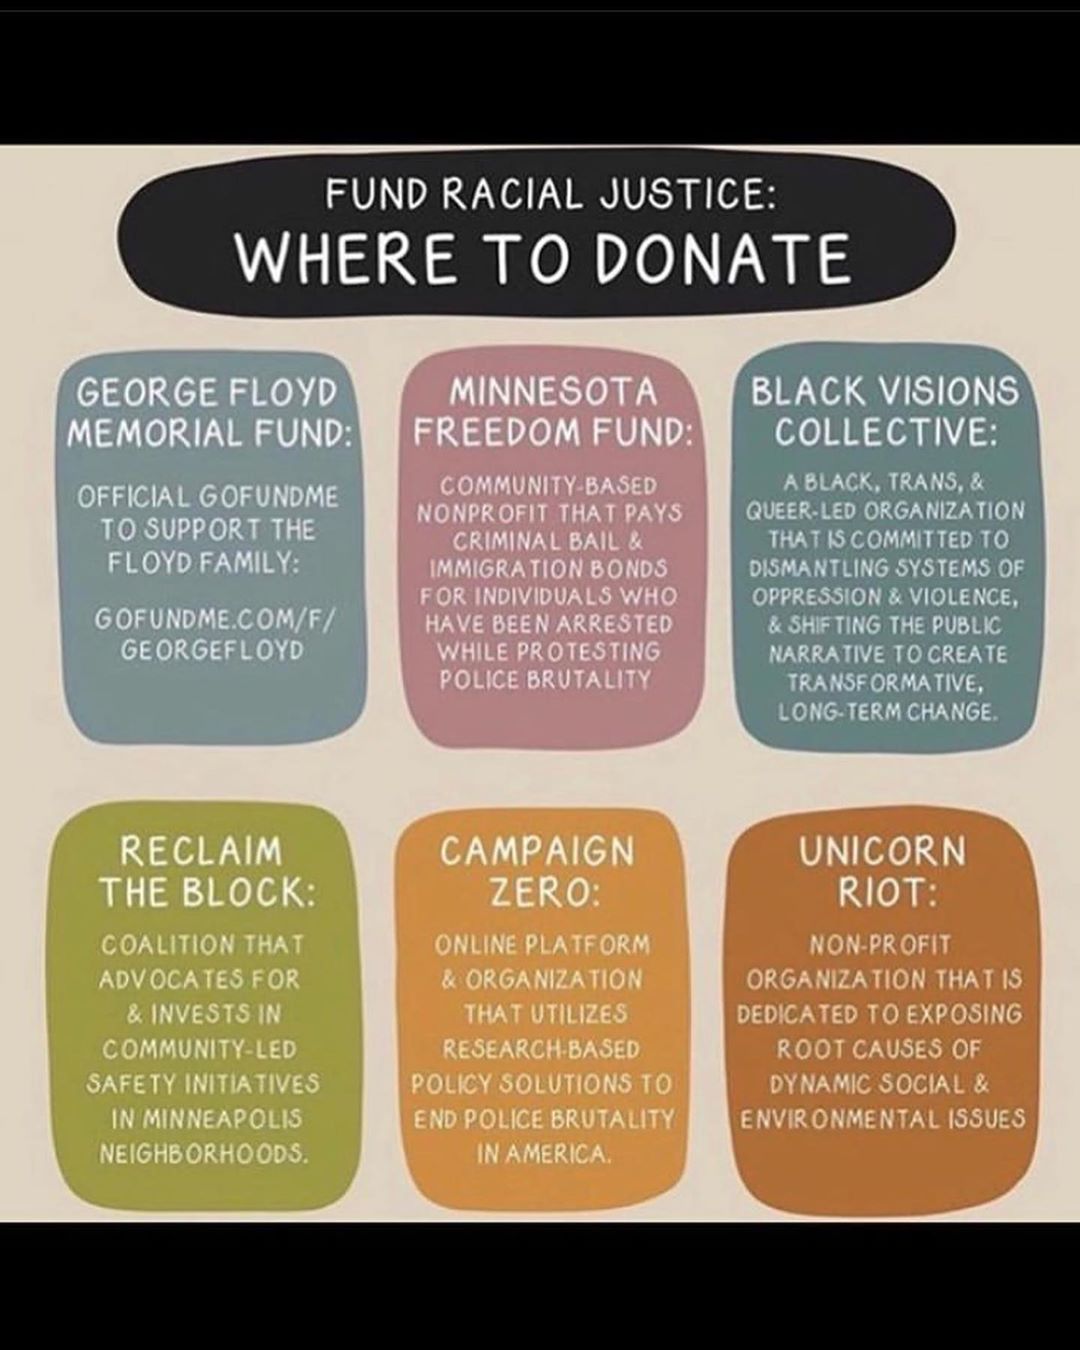 FUND RACIAL JUSTICE:
WHERE TO DONATE
GEORGE FLOYD
MEMORIAL FUND:
OFFICIAL GOFUNDME
TO SUPPORT THE
FLOYD FAMILY:
GOFUNDME.COM/F/
GEORGEFLOYD
MINNESOTA
FREEDOM FUND:
COMMUNITY-BASED
NONPROFIT THAT PAYS
CRIMINAL BAIL &
IMMIGRATION BONDS
FOR INDIVIDUALS WHO
HAVE BEEN ARRESTED
WHILE PROTESTING
POLICE BRUTALITY
BLACK VISIONS
COLLECTIVE:
A BLACK, TRANS, &
QUEER-LED ORGANIZATION
THAT IS COMMITTED TO
DISMANTLING SYSTEMS OF
OPPRESSION & VIOLENCE,
& SHIFTING THE PUBLIC
NARRATIVE TO CREATE
TRANSFORMATIVE,
LONG-TERM CHANGE.
RECLAIM
THE BLOCK:
COALITION THAT
ADVOCATES FOR
& INVESTS IN
COMMUNITY-LED
SAFETY INITIATIVES
IN MINNEAPOLIS
NEIGHBORHOODS.
CAMPAIGN
ZERO:
ONLINE PLATFORM
& ORGANIZATION
THAT UTILIZES
RESEARCH-BASED
POLICY SOLUTIONS TO
END POLICE BRUTALITY
IN AMERICA.
UNICORN
RIOT:
NON-PROFIT
ORGANIZATION THAT IS
DEDICATED TO EXPOSING
ROOT CAUSES OF
DYNAMIC SOCIAL &
ENVIRONMENTAL ISSUES